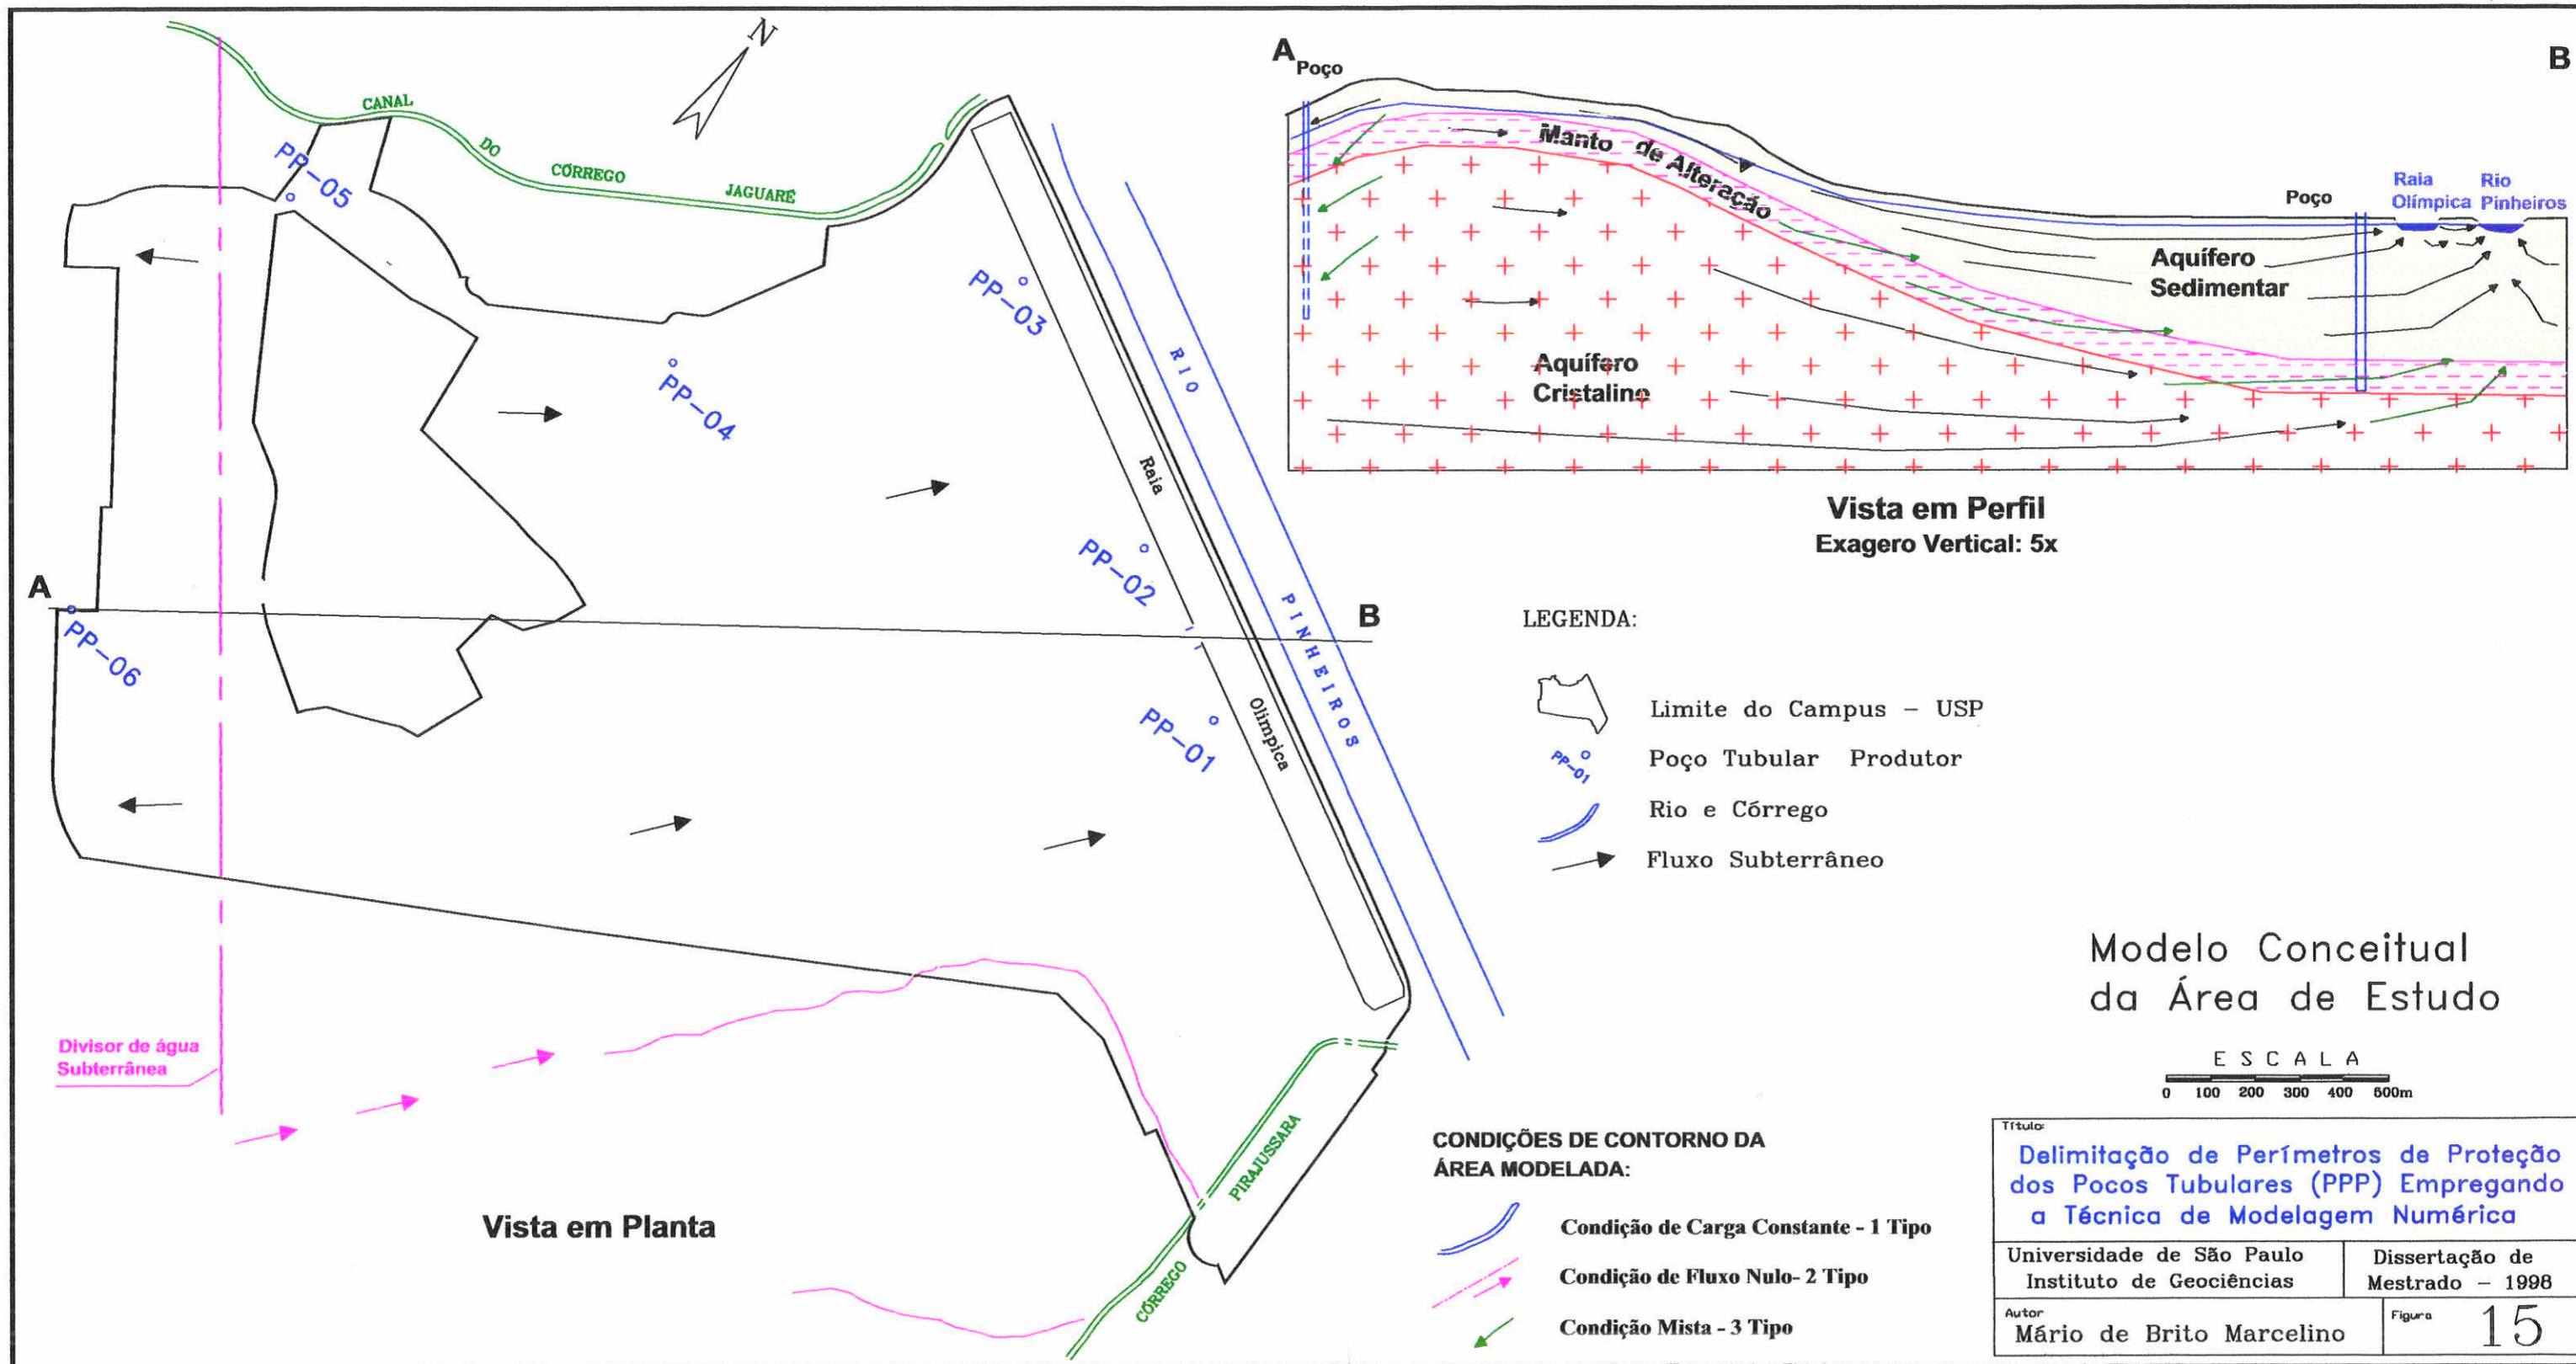 N
CANAL
DO
CÓRREGO
JAGUARÉ
PP-05
PP-03
PP-04
RIO
Raia
PP-02
A
B
PP-06
PINHEIROS
PP-01
Olímpica
Divisor de água
Subterrânea
PIRAJUSSARA
CÓRREGO
Vista em Planta
A
B
Poço
Manto de Alteração
Poço
Raia
Olímpica
Rio
Pinheiros
Aquífero
Sedimentar
Aquífero
Cristalino
Vista em Perfil
Exagero Vertical: 5x
LEGENDA:
Limite do Campus - USP
PP-01
Poço Tubular Produtor
Rio e Córrego
Fluxo Subterrâneo
Modelo Conceitual
da Área de Estudo
ESCALA
0 100 200 300 400 500m
CONDIÇÕES DE CONTORNO DA
ÁREA MODELADA:
Condição de Carga Constante - 1 Tipo
Condição de Fluxo Nulo- 2 Tipo
Condição Mista - 3 Tipo
Título:
Delimitação de Perímetros de Proteção
dos Pocos Tubulares (PPP) Empregando
a Técnica de Modelagem Numérica
Universidade de São Paulo
Instituto de Geociências
Dissertação de
Mestrado - 1998
Autor
Mário de Brito Marcelino
Figura
15